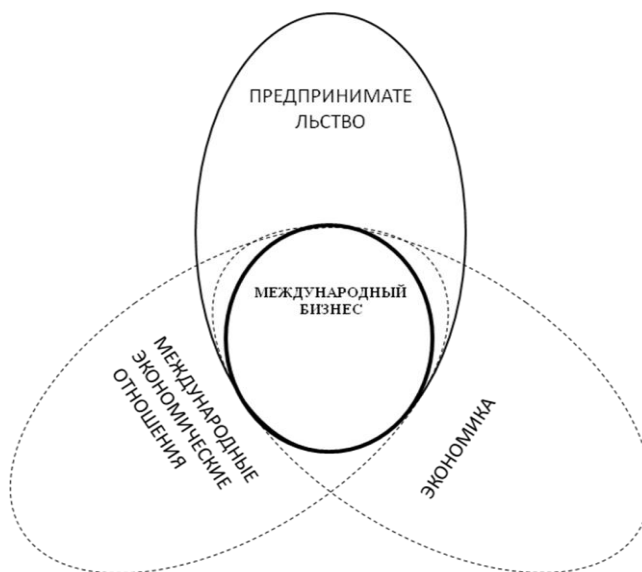 ПРЕДПРИНИМАТЕ
ЛЬСТВО
МЕЖДУНАРОДНЫЙ
БИЗНЕС
МЕЖДУНАРОДНЫЕ
ЭКОНОМИЧЕСКИЕ
ОТНОШЕНИЯ
ЭКОНОМИКА